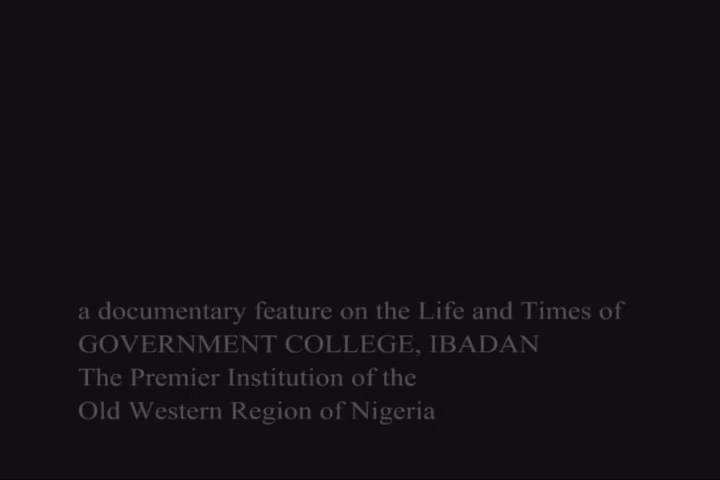 a documentary feature on the Life and Times of
GOVERNMENT COLLEGE, IBADAN
The Premier Institution of the
Old Western Region of Nigeria